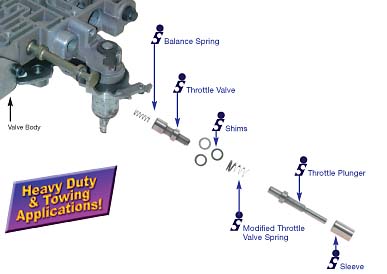 Balance Spring
Throttle Valve
Shims
Valve Body
Throttle Plunger
Heavy Duty
& Towing
Applications!
Modified Throttle
Valve Spring
Sleeve